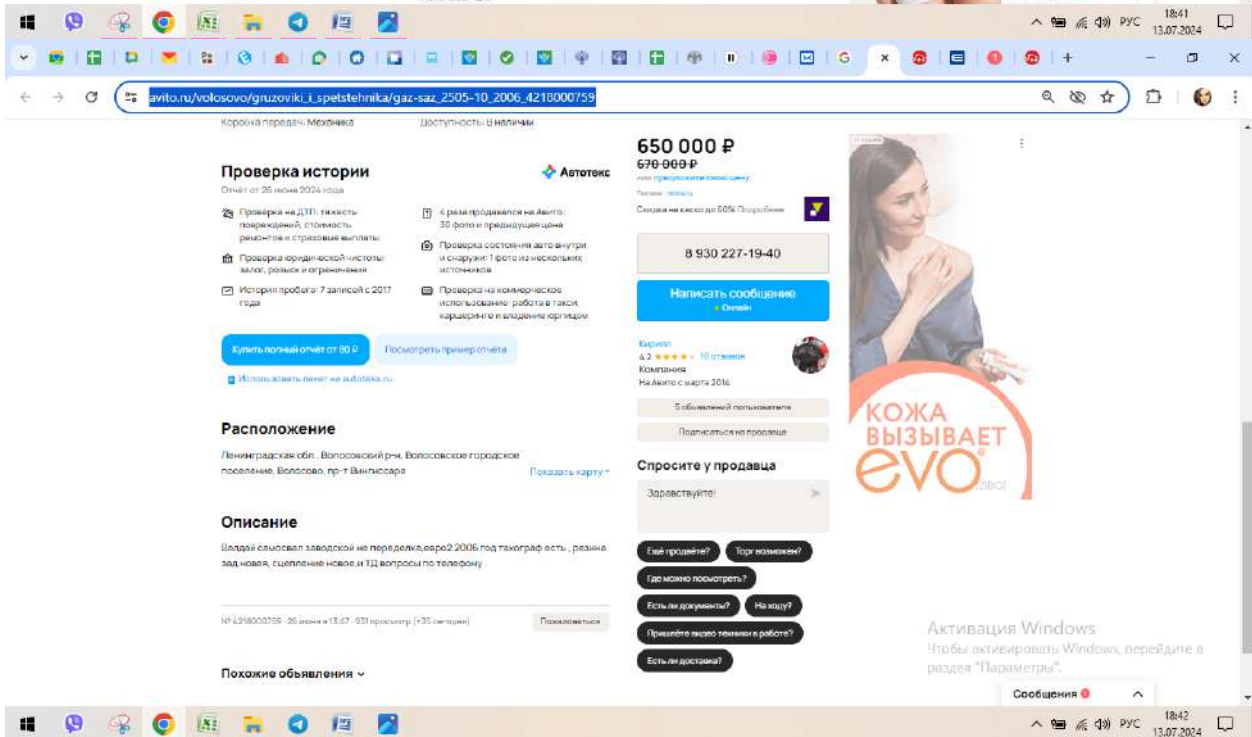 18:41
РУС
13.07.2024
avito.ru/volosovo/gruzoviki_i_spetstehnika/gaz-saz_2505-10_2006_4218000759
Коробка передач: Механика
Доступность: В наличии
Проверка истории
Автотека
Отчёт от 26 июня 2024 года
Проверка на ДТП: тяжесть
повреждений, стоимость
ремонтов и страховые выплаты
Проверка юридической чистоты:
залог, розыск и ограничения
История пробега: 7 записей с 2017
года
4 раза продавался на Авито:
30 фото и предыдущая цена
Проверка состояния авто внутри
и снаружи: 1 фото из нескольких
источников
Проверка на коммерческое
использование: работа в такси,
каршеринге и владение юрлицом
Купить полный отчёт от 80 ₽
Посмотреть пример отчёта
Использовать пакет на autoteka.ru
Расположение
Ленинградская обл., Волосовский р-н, Волосовское городское
поселение, Волосово, пр-т Вингиссара
Показать карту
Описание
Валдай самосвал заводской не переделка,евро2 2006 год тахограф есть , резина
зад новая, сцепление новое,и ТД вопросы по телефону
№ 4218000759 · 26 июня в 13:47 · 931 просмотр (+35 сегодня)
Пожаловаться
Похожие объявления
650 000 ₽
670 000 ₽
или предложите свою цену
Скидки на каско до 60% Подробнее
8 930 227-19-40
Написать сообщение
Онлайн
Кирилл
4,2
10 отзывов
Компания
На Авито с марта 2016
5 объявлений пользователя
Подписаться на продавца
Спросите у продавца
Здравствуйте!
Ещё продаёте?
Торг возможен?
Где можно посмотреть?
Есть ли документы?
На ходу?
Пришлёте видео техники в работе?
Есть ли доставка?
КОЖА
ВЫЗЫВАЕТ
evo
Активация Windows
Чтобы активировать Windows, перейдите в
раздел "Параметры".
Сообщения
18:42
РУС
13.07.2024